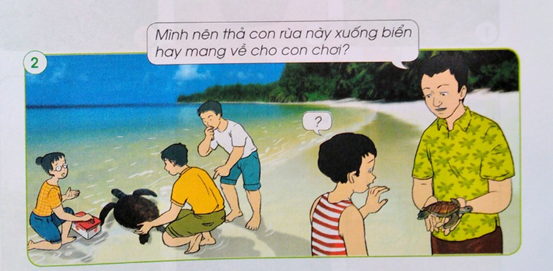 Mình nên thả con rùa này xuống biển
hay mang về cho con chơi?
2
?